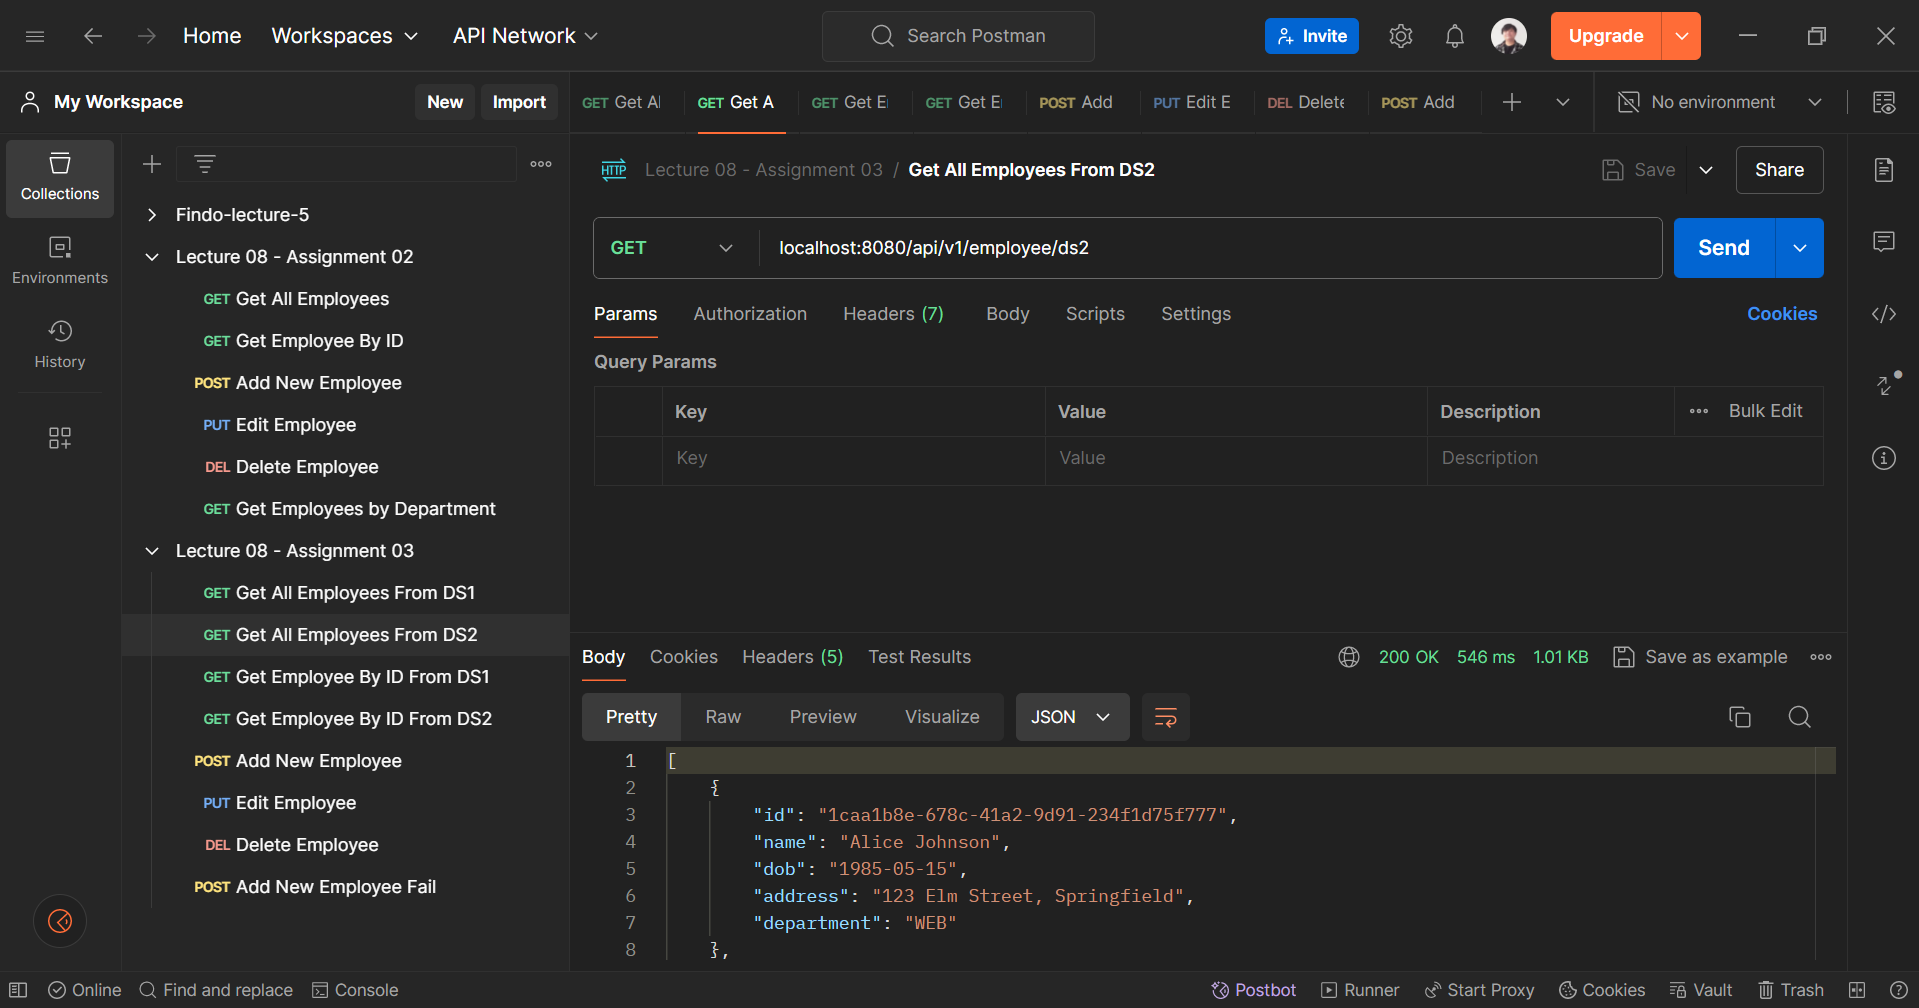 Home Workspaces API Network Search Postman Invite Upgrade
My Workspace New Import
GET Get Al GET Get A GET Get E GET Get E POST Add PUT Edit E DEL Delete POST Add No environment
Collections
Environments
History
Findo-lecture-5
Lecture 08 - Assignment 02
GET Get All Employees
GET Get Employee By ID
POST Add New Employee
PUT Edit Employee
DEL Delete Employee
GET Get Employees by Department
Lecture 08 - Assignment 03
GET Get All Employees From DS1
GET Get All Employees From DS2
GET Get Employee By ID From DS1
GET Get Employee By ID From DS2
POST Add New Employee
PUT Edit Employee
DEL Delete Employee
POST Add New Employee Fail
HTTP Lecture 08 - Assignment 03 / Get All Employees From DS2 Save Share
GET localhost:8080/api/v1/employee/ds2 Send
Params Authorization Headers (7) Body Scripts Settings Cookies
Query Params
Key Value Description Bulk Edit
Key Value Description
Body Cookies Headers (5) Test Results 200 OK 546 ms 1.01 KB Save as example
Pretty Raw Preview Visualize JSON
1 [
2 {
3 "id": "1caa1b8e-678c-41a2-9d91-234f1d75f777",
4 "name": "Alice Johnson",
5 "dob": "1985-05-15",
6 "address": "123 Elm Street, Springfield",
7 "department": "WEB"
8 },
Online Find and replace Console Postbot Runner Start Proxy Cookies Vault Trash